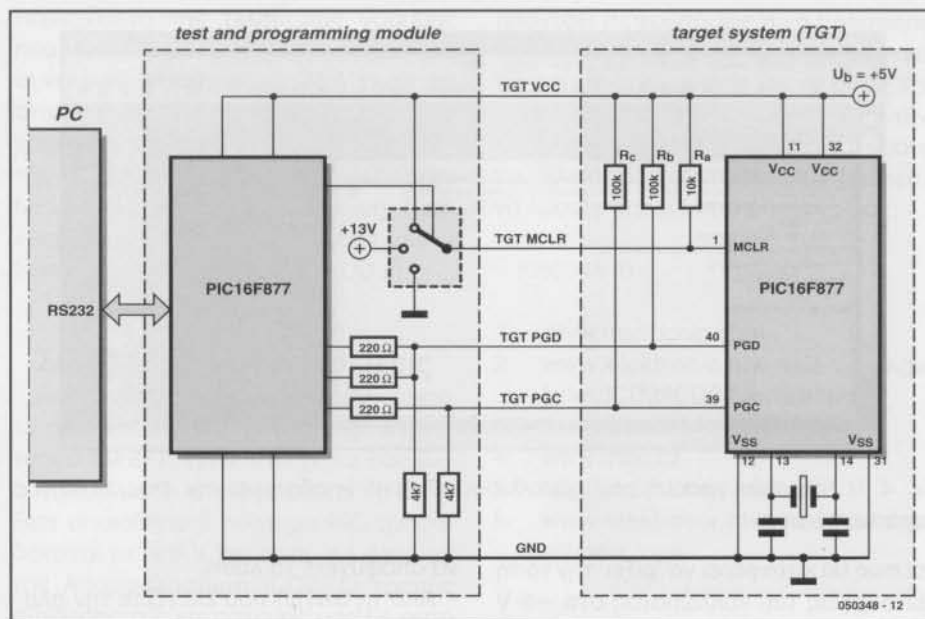 test and programming module
target system (TGT)
PC
RS232
PIC16F877
+13V
220 Ω
220 Ω
220 Ω
4k7
4k7
TGT VCC
TGT MCLR
TGT PGD
TGT PGC
GND
Ub = +5V
Rc
Rb
Ra
100k
100k
10k
11
32
VCC
VCC
1
MCLR
PIC16F877
40
PGD
39
PGC
VSS
VSS
12
13
14
31
050348 - 12